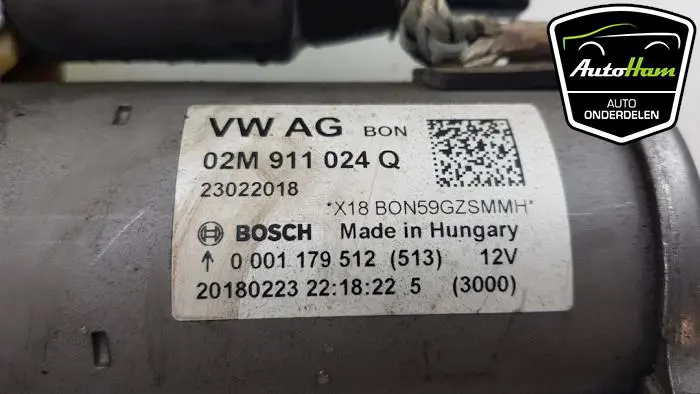 AutoHam
AUTO
ONDERDELEN
VW AG BON
02M 911 024 Q
23022018
*X18 BON59GZSMMH*
BOSCH Made in Hungary
↑ 0 001 179 512 (513) 12V
20180223 22:18:22 5 (3000)